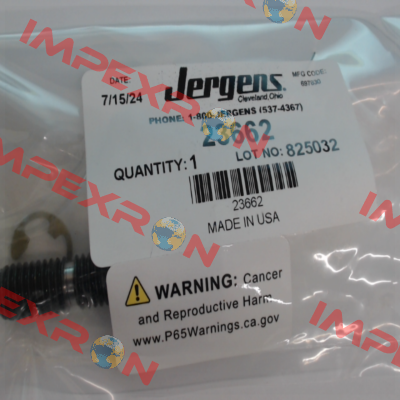 DATE:
7/15/24
Jergens.
Cleveland, Ohio
MFG CODE:
PHONE: 1-800-JERGENS (537-4367)
23662
QUANTITY: 1
LOT NO: 825032
23662
MADE IN USA
WARNING: Cancer
and Reproductive Harm
www.P65Warnings.ca.gov
IMPEXRON
IMPEXRON
IMPEXRON
IMPEXRON